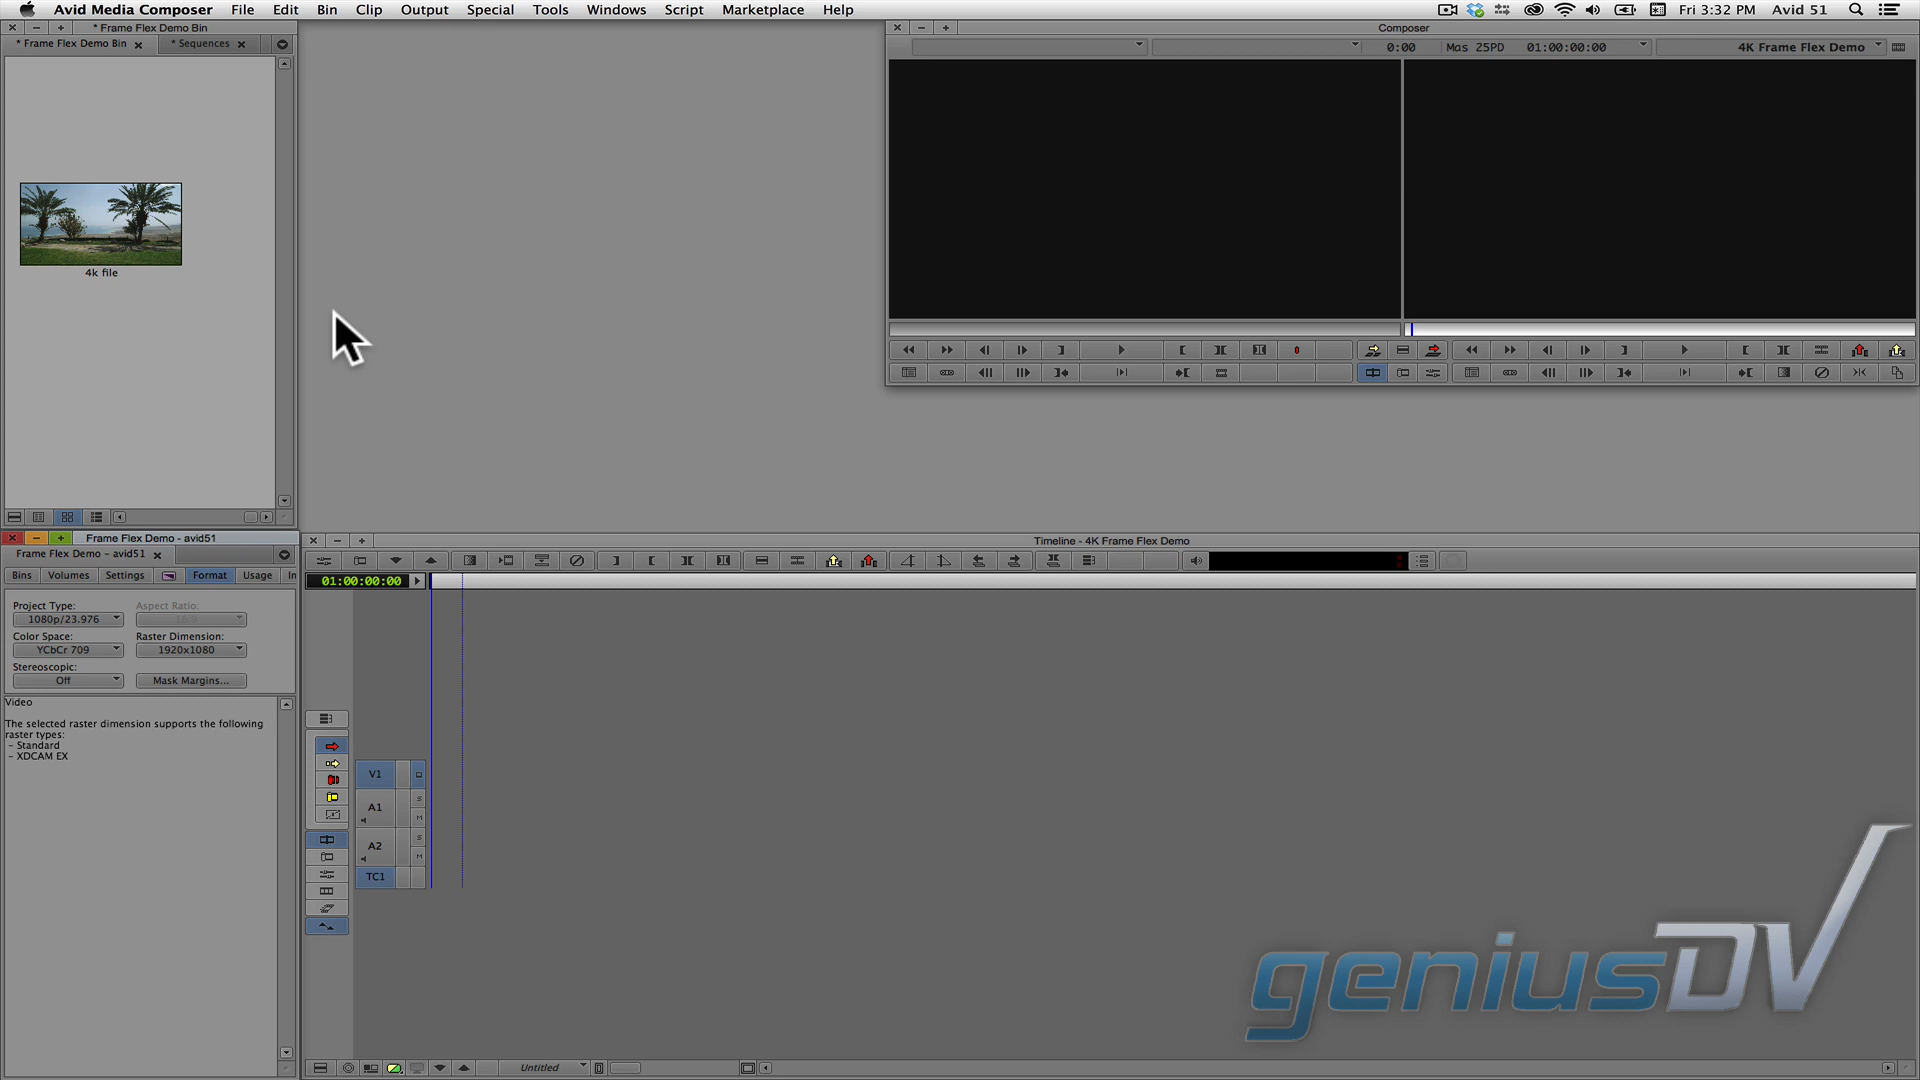 Avid Media Composer File Edit Bin Clip Output Special Tools Windows Script Marketplace Help
Fri 3:32 PM Avid 51
* Frame Flex Demo Bin
* Frame Flex Demo Bin
* Sequences
4k file
Composer
0:00 Mas 25PD 01:00:00:00 4K Frame Flex Demo
Frame Flex Demo - avid51
Frame Flex Demo - avid51
Bins Volumes Settings Format Usage In
Project Type: Aspect Ratio:
1080p/23.976 16:9
Color Space: Raster Dimension:
YCbCr 709 1920x1080
Stereoscopic:
Off Mask Margins...
Video
The selected raster dimension supports the following
raster types:
- Standard
- XDCAM EX
Timeline - 4K Frame Flex Demo
01:00:00:00
V1
A1
S
M
A2
S
M
TC1
Untitled
geniusDV